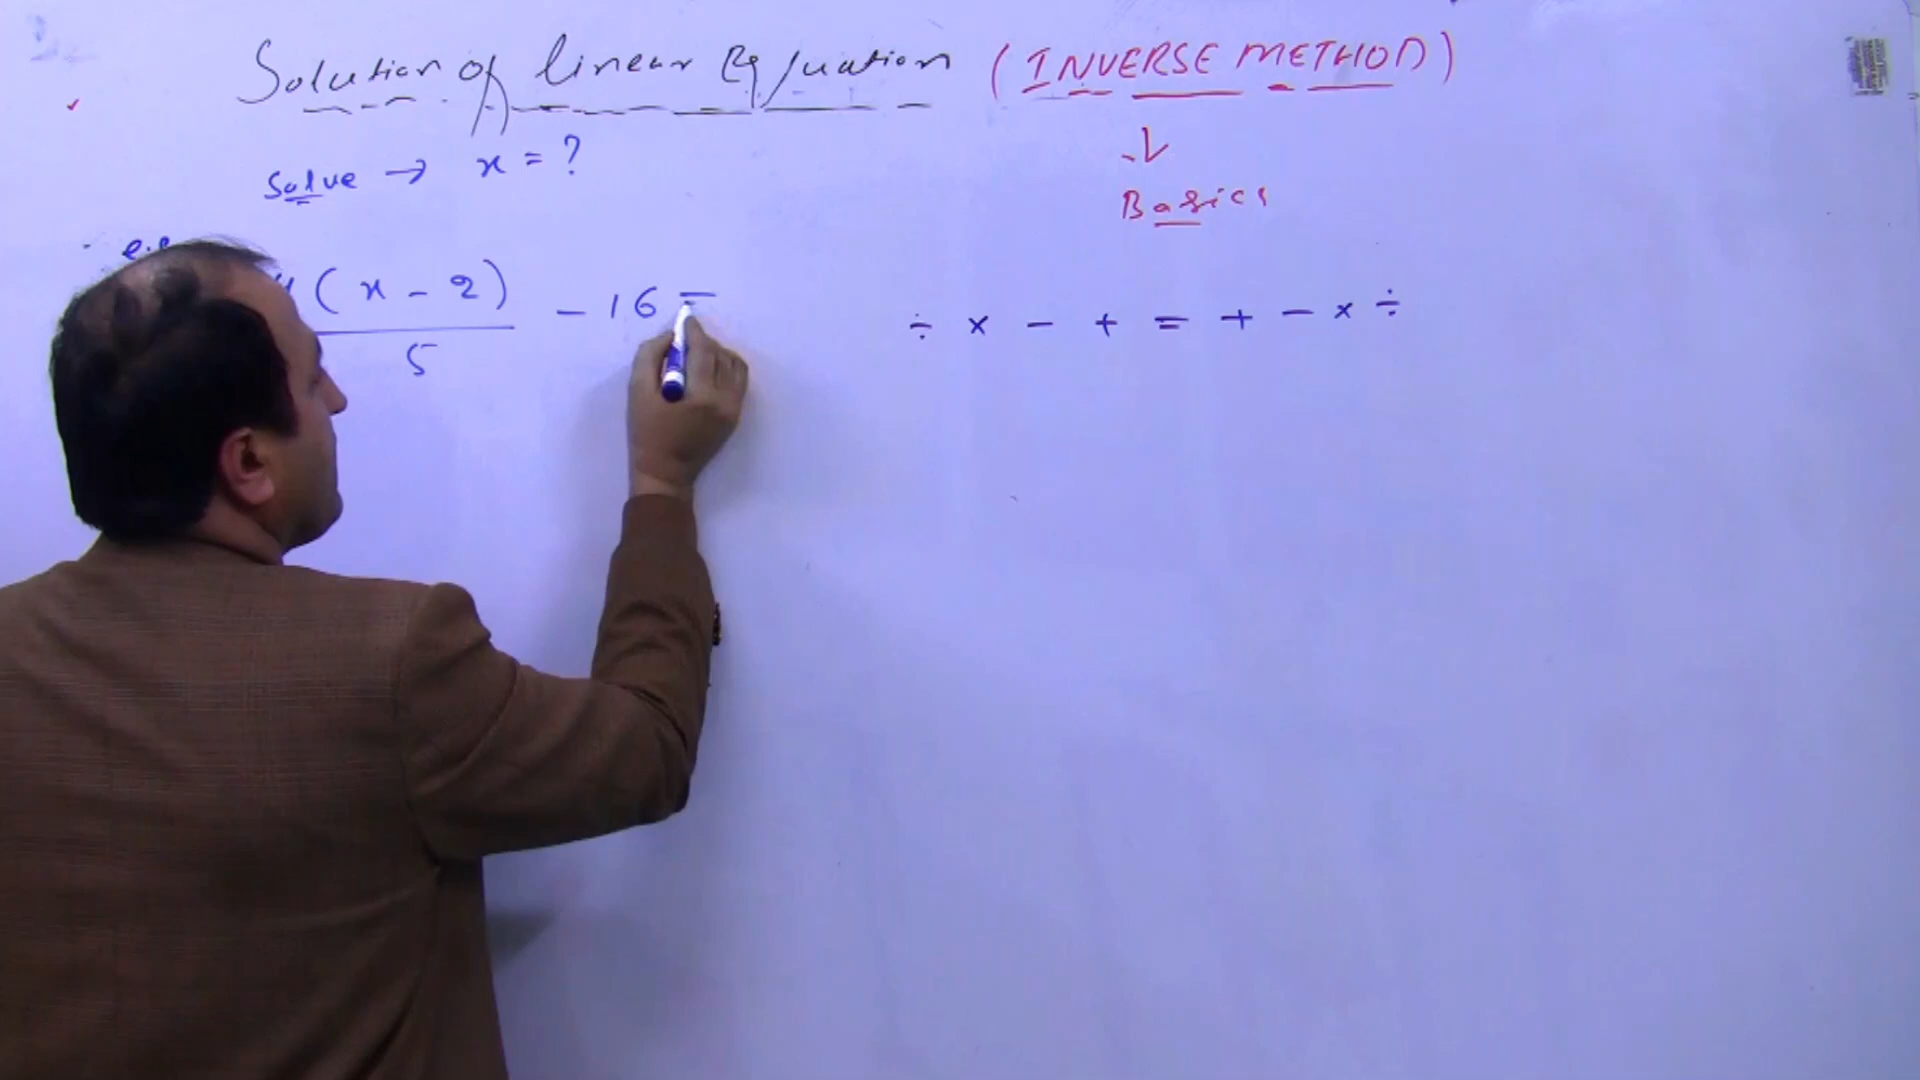 Solution of linear Equation (INVERSE METHOD)
Solve → x = ?
Basics
e.g
(x - 2)
- 16 =
5
÷ × - + = + - × ÷